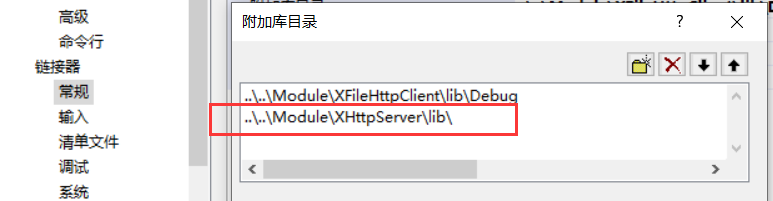 高级
命令行
链接器
常规
输入
清单文件
调试
系统
附加库目录
..\..\Module\XFileHttpClient\lib\Debug
..\..\Module\XHttpServer\lib\